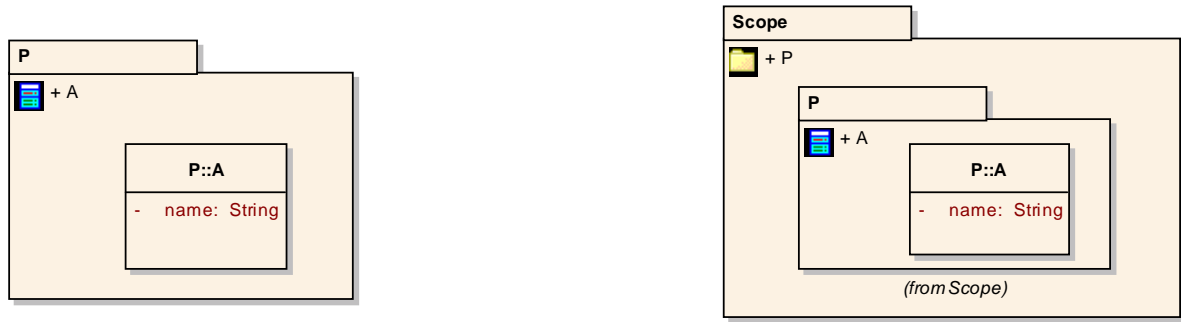 P
+ A
P::A
- name: String
Scope
+ P
P
+ A
P::A
- name: String
(from Scope)